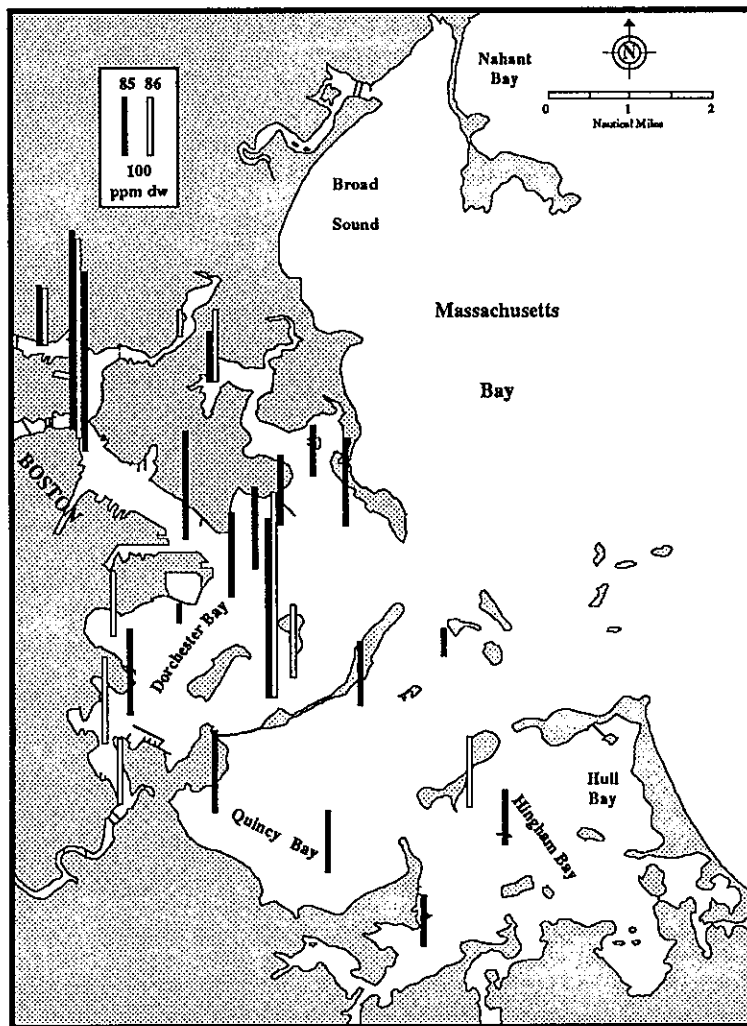 Nahant
Bay
N
0 1 2
Nautical Miles
85 86
100
ppm dw
Broad
Sound
Massachusetts
Bay
BOSTON
Dorchester Bay
Quincy Bay
Hingham Bay
Hull
Bay